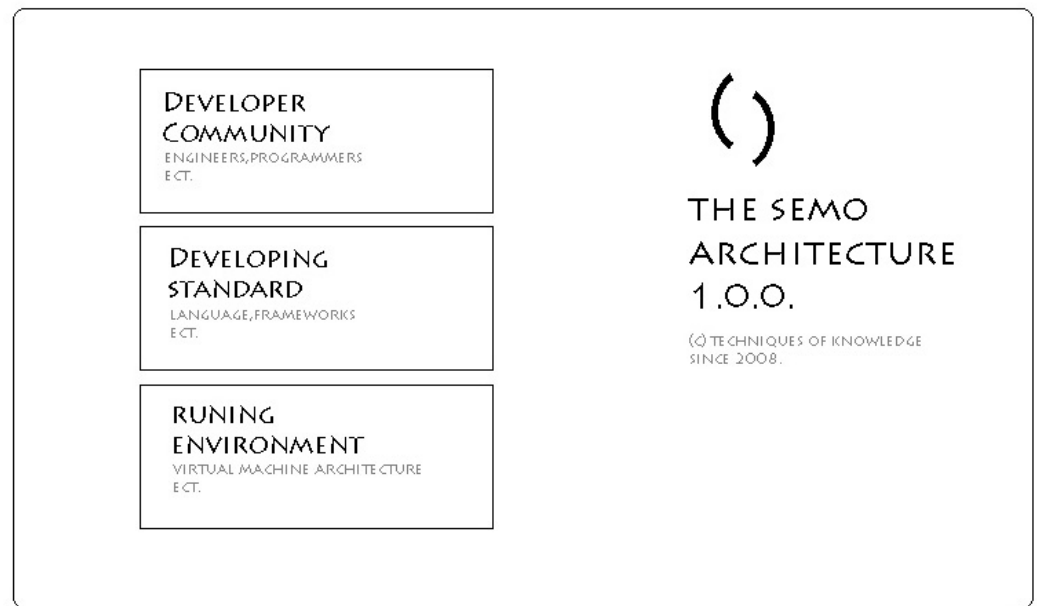 Developer
Community
engineers,programmers
ect.
Developing
standard
language,frameworks
ect.
runing
environment
virtual machine architecture
ect.
the semo
architecture
1.0.0.
(c) techniques of knowledge
since 2008.